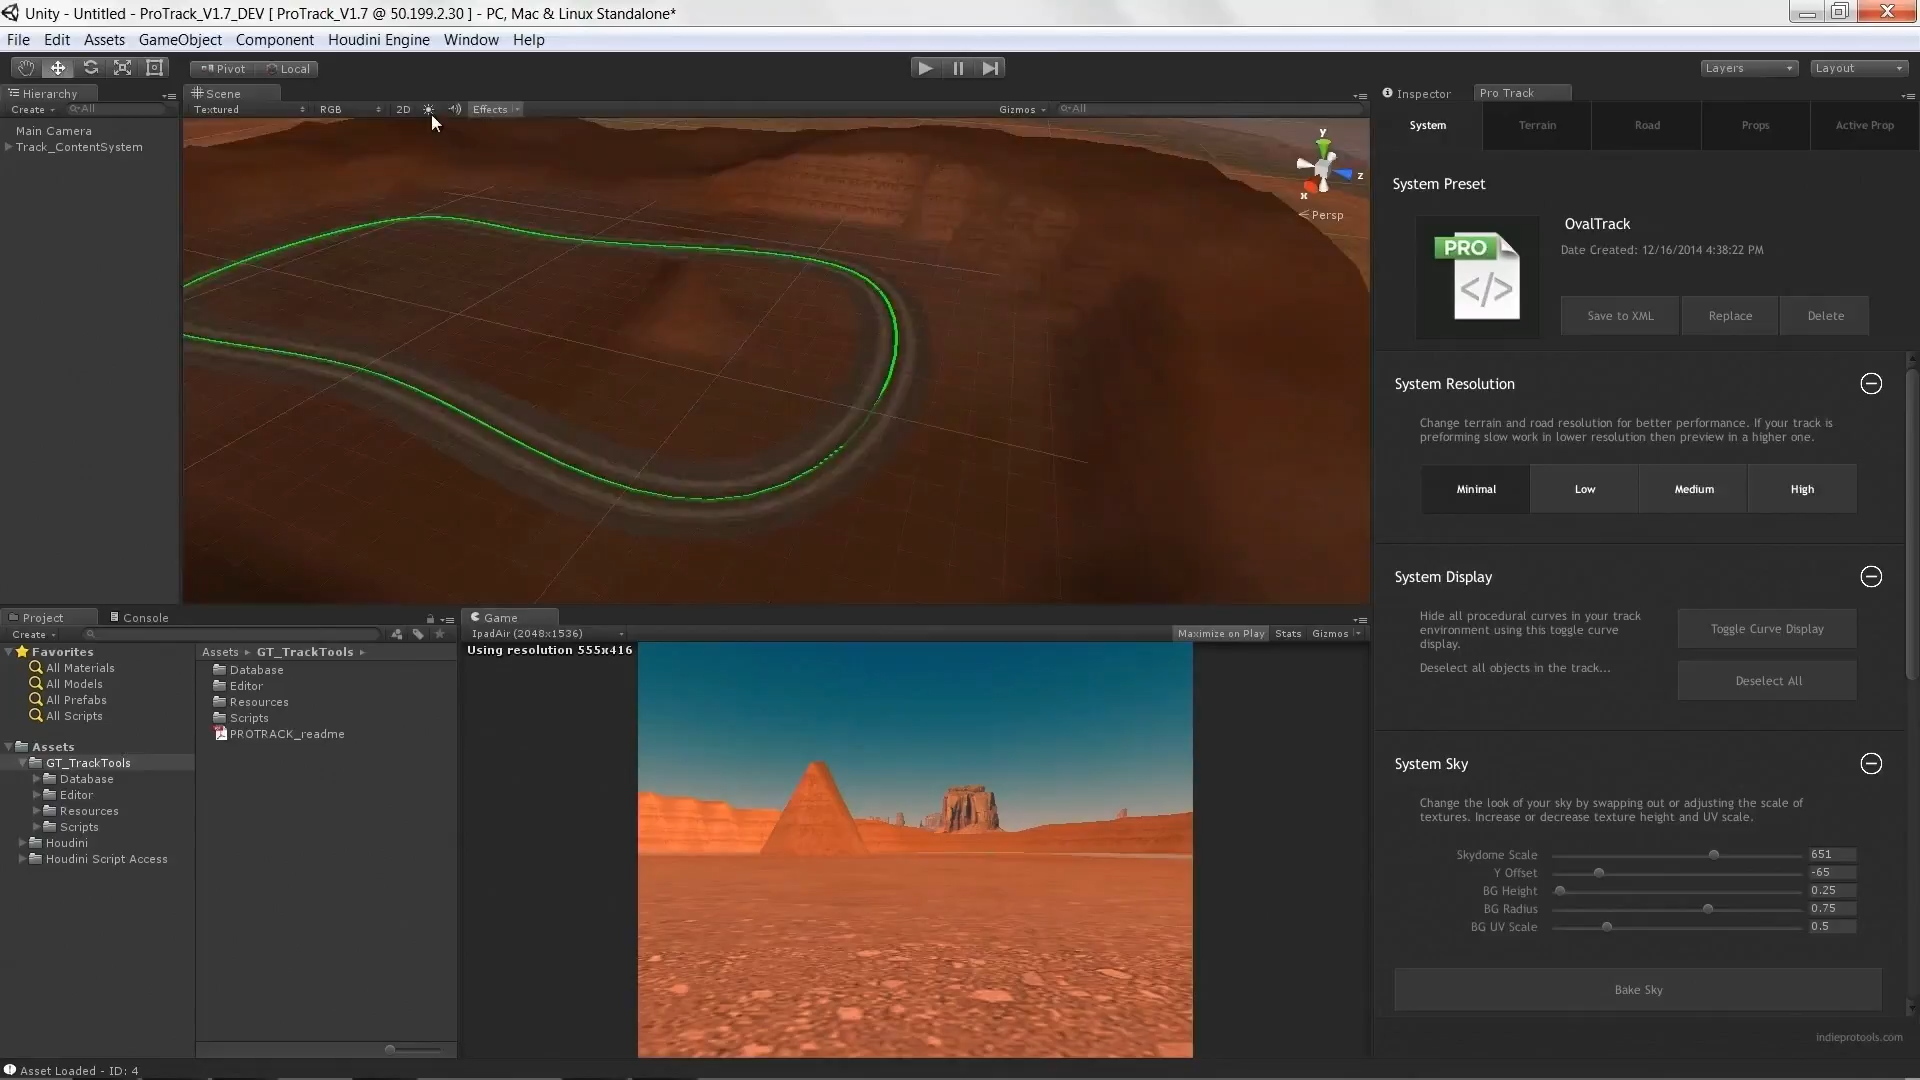 Unity - Untitled - ProTrack_V1.7_DEV [ ProTrack_V1.7 @ 50.199.2.30 ] - PC, Mac & Linux Standalone*
File Edit Assets GameObject Component Houdini Engine Window Help
Pivot Local Layers Layout
Hierarchy
Create All
Main Camera
Track_ContentSystem
Scene
Textured RGB 2D Effects Gizmos All
y
z
x
Persp
Inspector Pro Track
System Terrain Road Props Active Prop
System Preset
PRO
OvalTrack
Date Created: 12/16/2014 4:38:22 PM
Save to XML Replace Delete
System Resolution
Change terrain and road resolution for better performance. If your track is
preforming slow work in lower resolution then preview in a higher one.
Minimal Low Medium High
System Display
Hide all procedural curves in your track
environment using this toggle curve
display.
Toggle Curve Display
Deselect all objects in the track...
Deselect All
System Sky
Change the look of your sky by swapping out or adjusting the scale of
textures. Increase or decrease texture height and UV scale.
Skydome Scale 651
Y Offset -65
BG Height 0.25
BG Radius 0.75
BG UV Scale 0.5
Bake Sky
indieprotools.com
Project Console
Create
Favorites
All Materials
All Models
All Prefabs
All Scripts
Assets
GT_TrackTools
Database
Editor
Resources
Scripts
Houdini
Houdini Script Access
Assets GT_TrackTools
Database
Editor
Resources
Scripts
PROTRACK_readme
Game
IpadAir (2048x1536) Maximize on Play Stats Gizmos
Using resolution 555x416
Asset Loaded - ID: 4